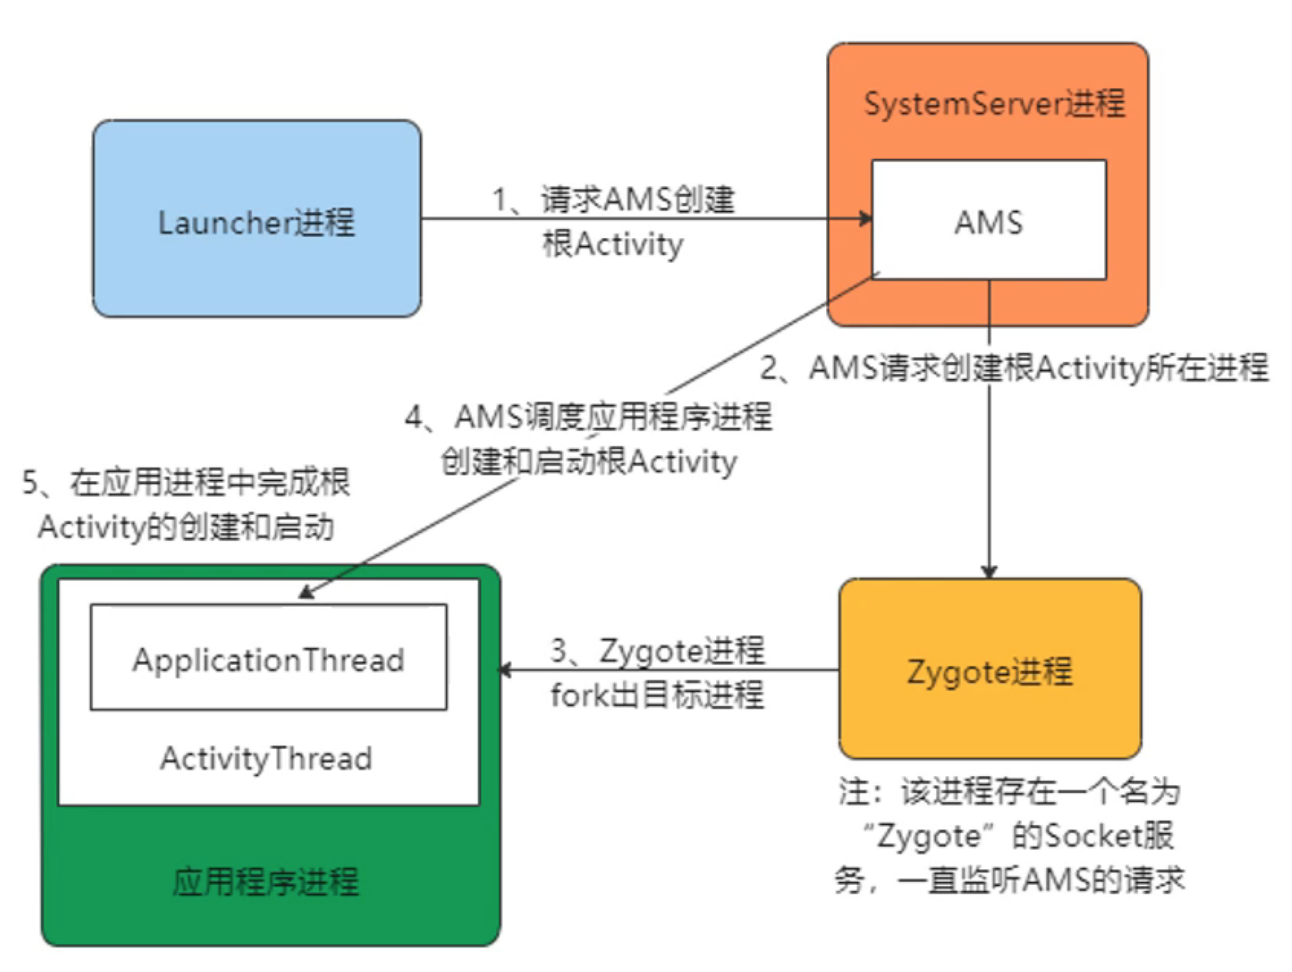 SystemServer进程
Launcher进程
1、请求AMS创建
根Activity
AMS
2、AMS请求创建根Activity所在进程
4、AMS调度应用程序进程
创建和启动根Activity
5、在应用进程中完成根
Activity的创建和启动
ApplicationThread
ActivityThread
应用程序进程
3、Zygote进程
fork出目标进程
Zygote进程
注：该进程存在一个名为
“Zygote”的Socket服
务，一直监听AMS的请求